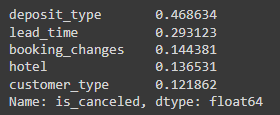 deposit_type 0.468634
lead_time 0.293123
booking_changes 0.144381
hotel 0.136531
customer_type 0.121862
Name: is_canceled, dtype: float64